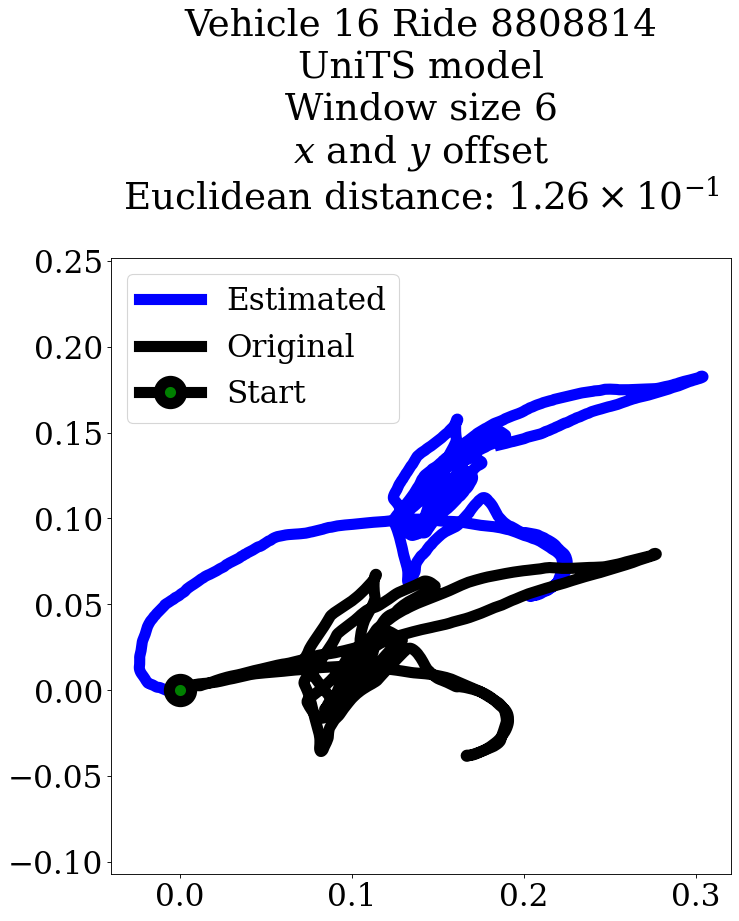 Vehicle 16 Ride 8808814
UniTS model
Window size 6
x and y offset
Euclidean distance: 1.26 × 10⁻¹
0.25
Estimated
0.20
Original
Start
0.15
0.10
0.05
0.00
−0.05
−0.10
0.0 0.1 0.2 0.3